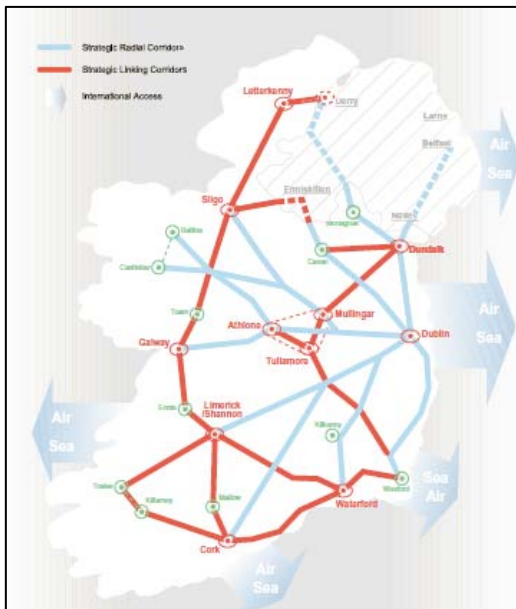 Strategic Radial Corridors
Strategic Linking Corridors
International Access
Letterkenny
Derry
Larne
Belfast
Air
Sea
Enniskillen
Sligo
Monaghan
Newry
Ballina
Cavan
Dundalk
Castlebar
Tuam
Mullingar
Athlone
Dublin
Air
Sea
Galway
Tullamore
Ennis
Limerick
/Shannon
Kilkenny
Air
Sea
Tralee
Killarney
Mallow
Wexford
Sea
Air
Waterford
Cork
Air
Sea